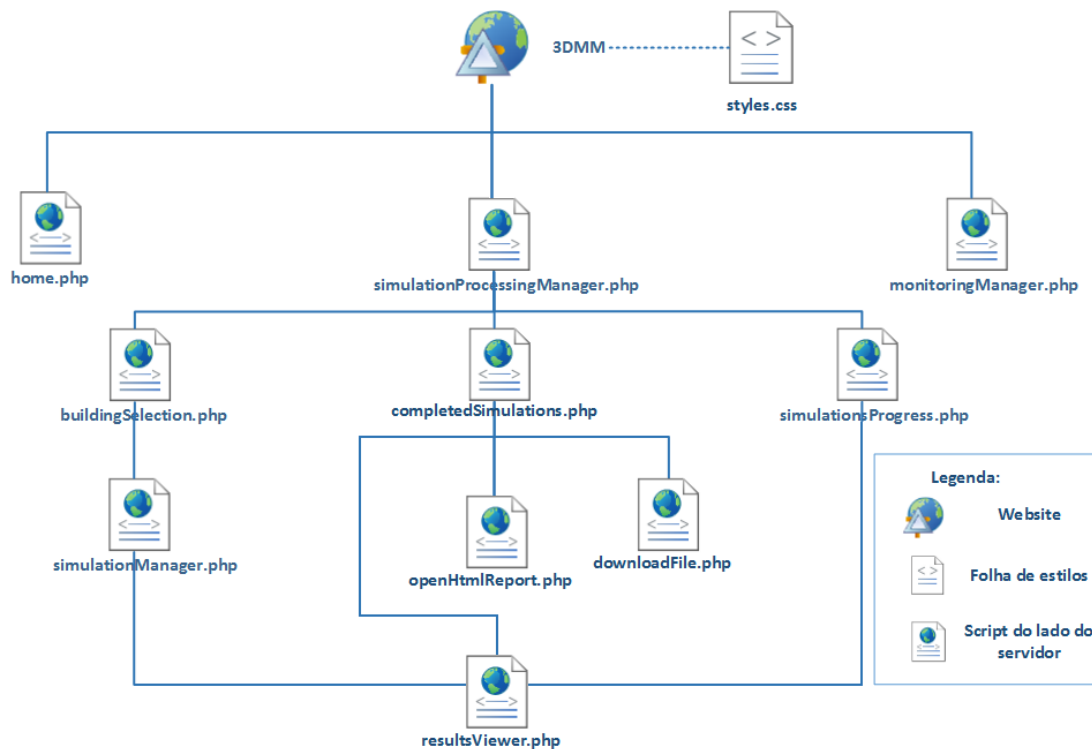 3DMM
styles.css
home.php
simulationProcessingManager.php
monitoringManager.php
buildingSelection.php
completedSimulations.php
simulationsProgress.php
simulationManager.php
openHtmlReport.php
downloadFile.php
resultsViewer.php
Legenda:
Website
Folha de estilos
Script do lado do
servidor